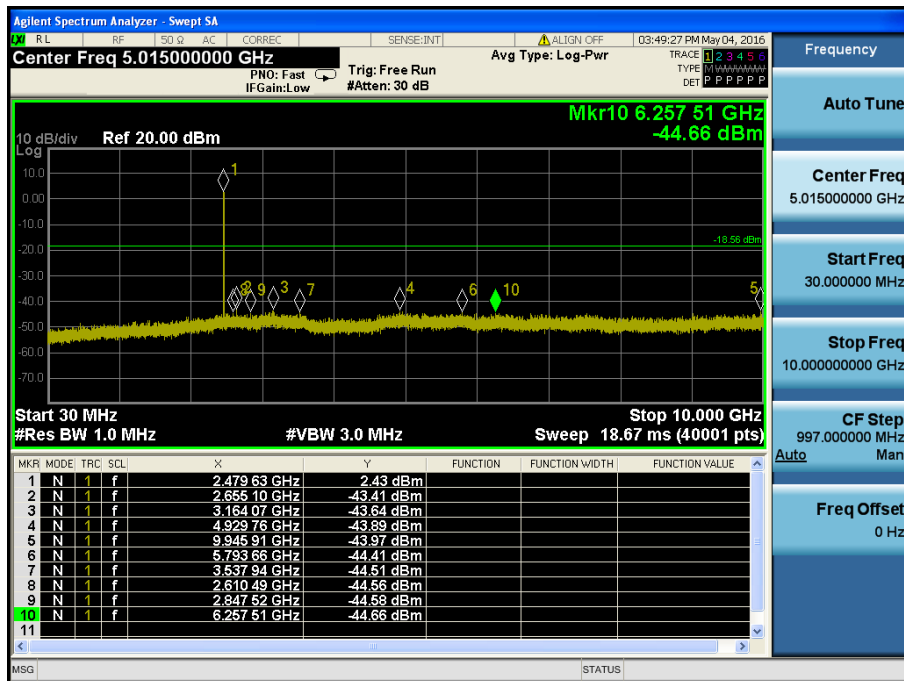 Agilent Spectrum Analyzer - Swept SA
LXI RL RF 50 Ω AC CORREC SENSE:INT ALIGN OFF 03:49:27 PM May 04, 2016
Center Freq 5.015000000 GHz Avg Type: Log-Pwr TRACE 1 2 3 4 5 6
PNO: Fast Trig: Free Run TYPE
IFGain:Low #Atten: 30 dB DET P P P P P P
Mkr10 6.257 51 GHz
-44.66 dBm
10 dB/div Ref 20.00 dBm
Log
10.0
0.00
-10.0
-20.0
-30.0
-40.0
-50.0
-60.0
-70.0
-18.56 dBm
1
8 2 9 3 7 4 6 10 5
Start 30 MHz Stop 10.000 GHz
#Res BW 1.0 MHz #VBW 3.0 MHz Sweep 18.67 ms (40001 pts)
MKR MODE TRC SCL X Y FUNCTION FUNCTION WIDTH FUNCTION VALUE
1 N 1 f 2.479 63 GHz 2.43 dBm
2 N 1 f 2.655 10 GHz -43.41 dBm
3 N 1 f 3.164 07 GHz -43.64 dBm
4 N 1 f 4.929 76 GHz -43.89 dBm
5 N 1 f 9.945 91 GHz -43.97 dBm
6 N 1 f 5.793 66 GHz -44.41 dBm
7 N 1 f 3.537 94 GHz -44.51 dBm
8 N 1 f 2.610 49 GHz -44.56 dBm
9 N 1 f 2.847 52 GHz -44.58 dBm
10 N 1 f 6.257 51 GHz -44.66 dBm
11
MSG STATUS
Frequency
Auto Tune
Center Freq
5.015000000 GHz
Start Freq
30.000000 MHz
Stop Freq
10.000000000 GHz
CF Step
997.000000 MHz
Auto Man
Freq Offset
0 Hz